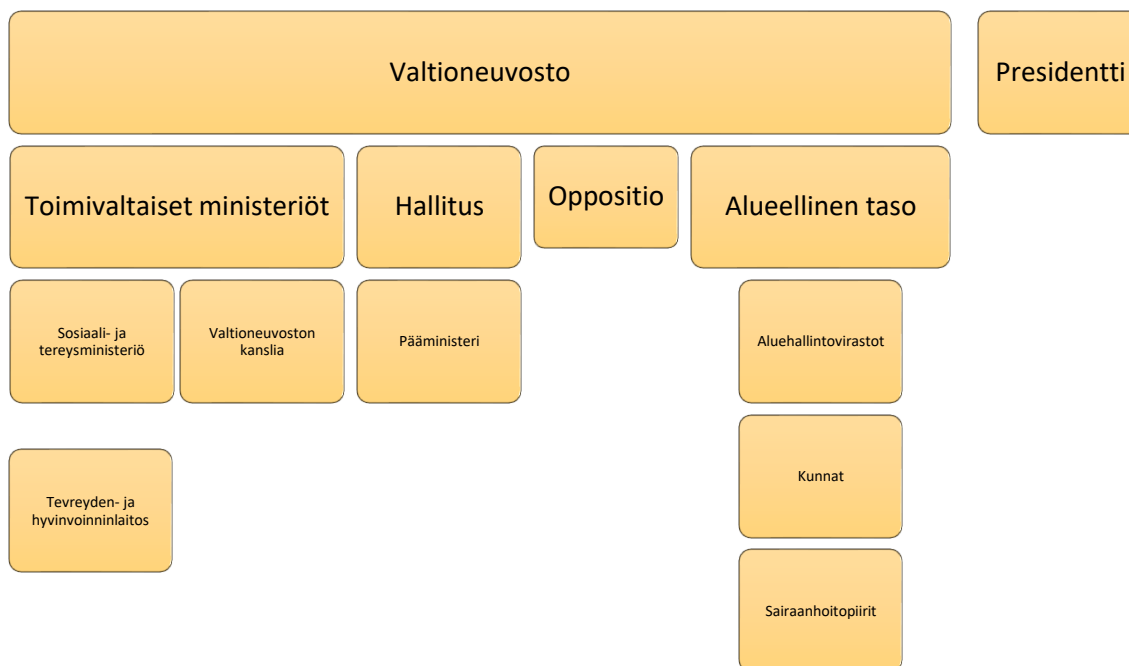 Valtioneuvosto
Presidentti
Toimivaltaiset ministeriöt
Hallitus
Oppositio
Alueellinen taso
Sosiaali- ja
tereysministeriö
Valtioneuvoston
kanslia
Pääministeri
Aluehallintovirastot
Kunnat
Tevreyden- ja
hyvinvoinninlaitos
Sairaanhoitopiirit